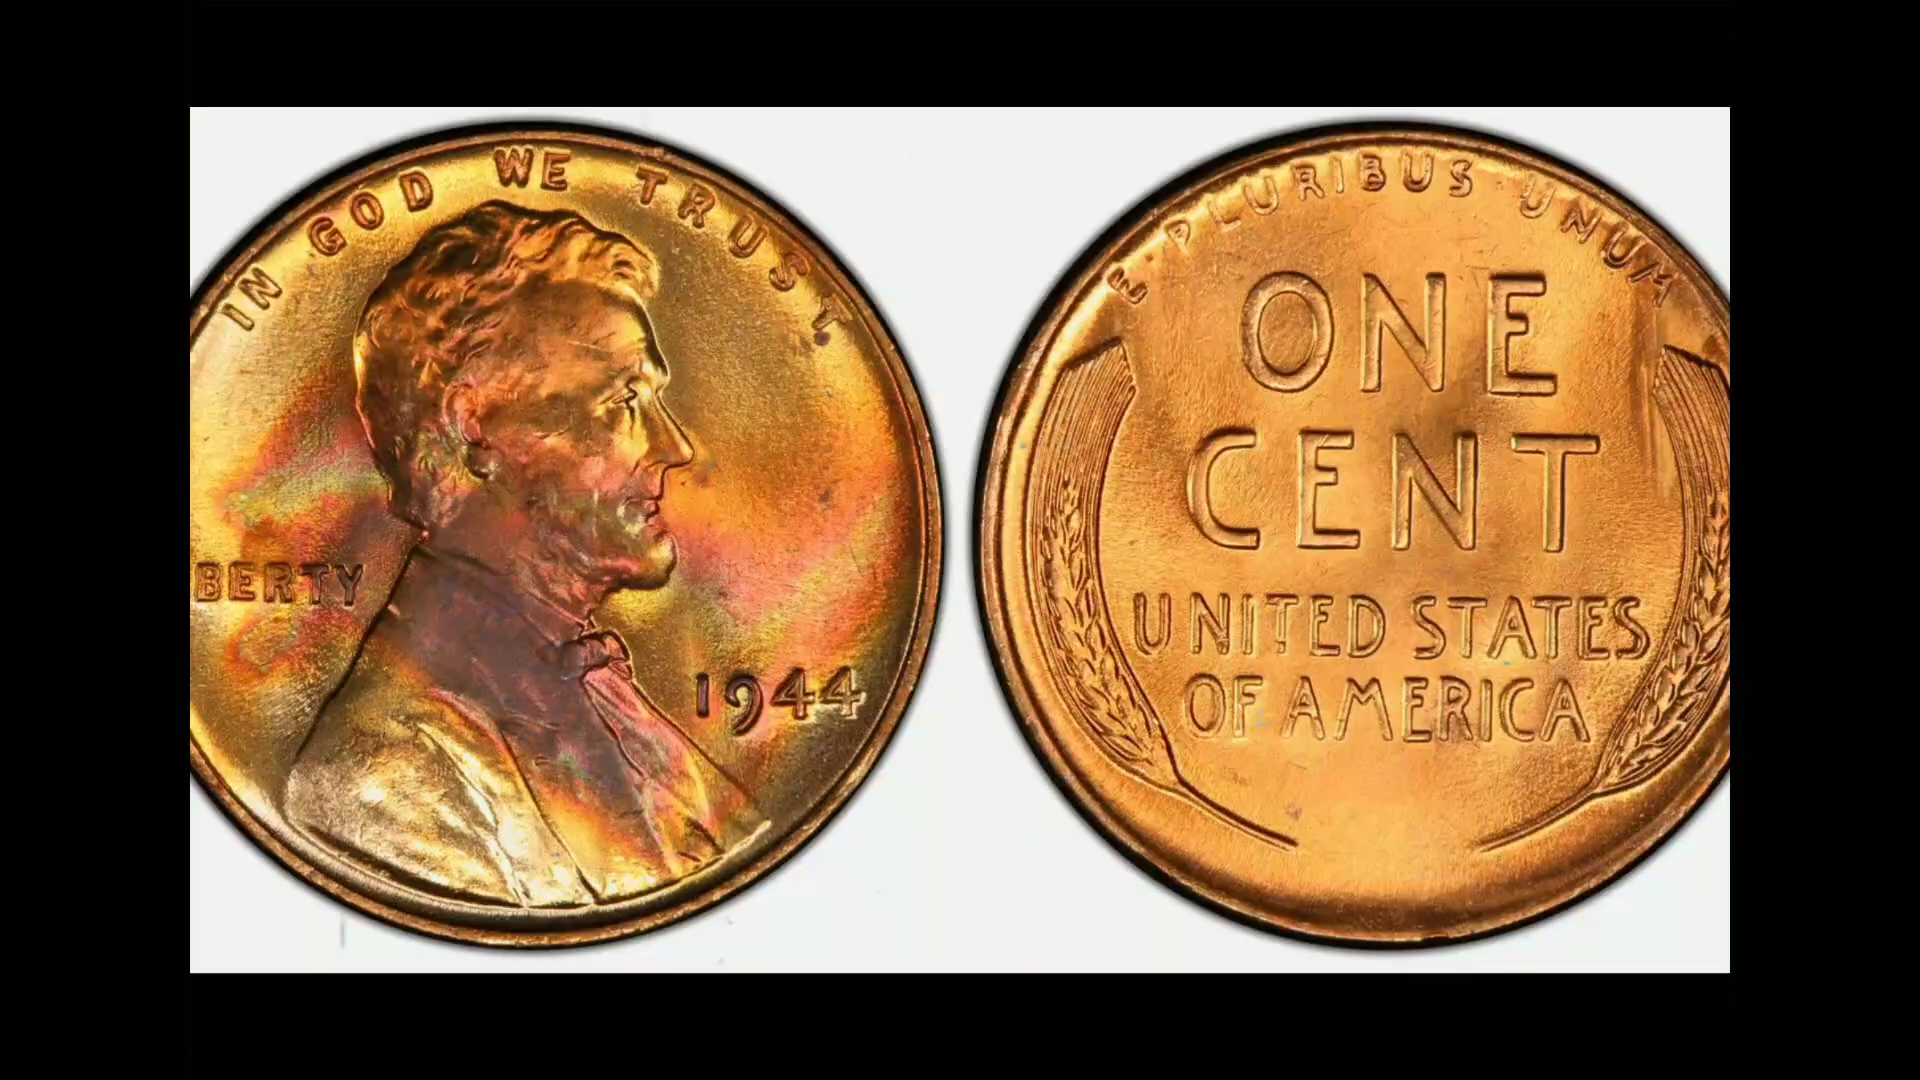 IN GOD WE TRUST
BERTY
1944
E PLURIBUS UNUM
ONE
CENT
UNITED STATES
OF AMERICA